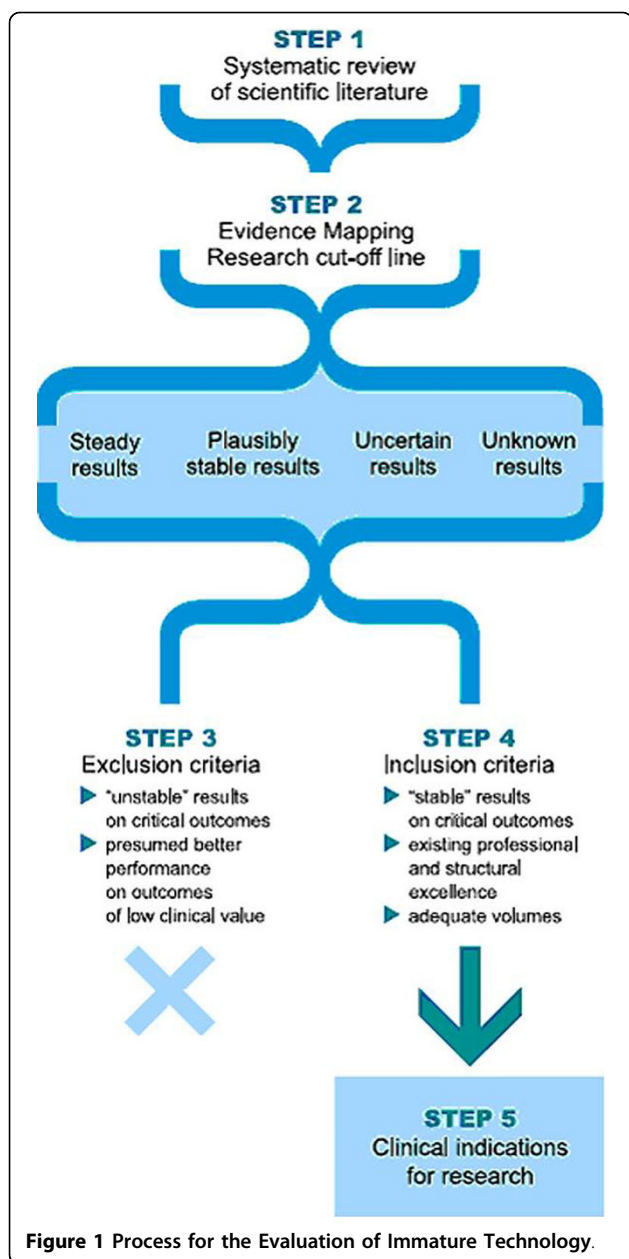 STEP 1
Systematic review
of scientific literature
STEP 2
Evidence Mapping
Research cut-off line
Steady
results
Plausibly
stable results
Uncertain
results
Unknown
results
STEP 3
Exclusion criteria
"unstable" results
on critical outcomes
presumed better
performance
on outcomes
of low clinical value
STEP 4
Inclusion criteria
"stable" results
on critical outcomes
existing professional
and structural
excellence
adequate volumes
STEP 5
Clinical indications
for research
Figure 1 Process for the Evaluation of Immature Technology.